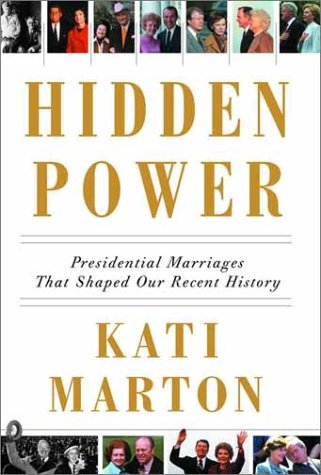 HIDDEN
POWER
Presidential Marriages
That Shaped Our Recent History
KATI
MARTON